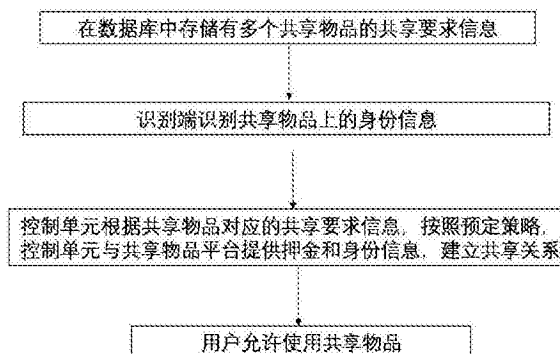 在数据库中存储有多个共享物品的共享要求信息
识别端识别共享物品上的身份信息
控制单元根据共享物品对应的共享要求信息，按照预定策略，
控制单元与共享物品平台提供押金和身份信息，建立共享关系
用户允许使用共享物品